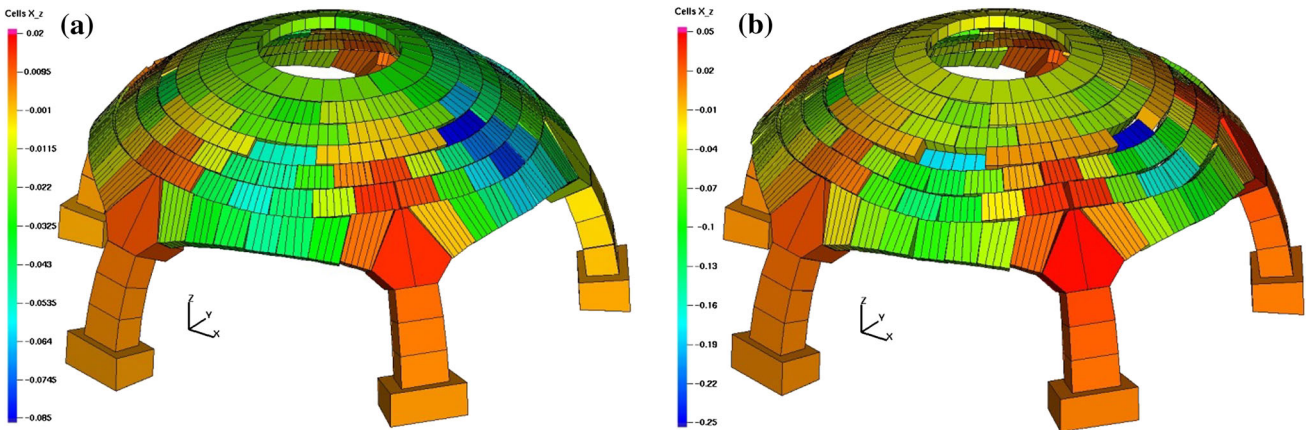 Cells X_z
0.02
0.0095
-0.001
-0.0115
-0.022
-0.0325
-0.043
-0.0535
-0.064
-0.0745
-0.085
(a)
Z
Y
X
Cells X_z
0.05
0.02
-0.01
-0.04
-0.07
-0.1
-0.13
-0.16
-0.19
-0.22
-0.25
(b)
Z
Y
X